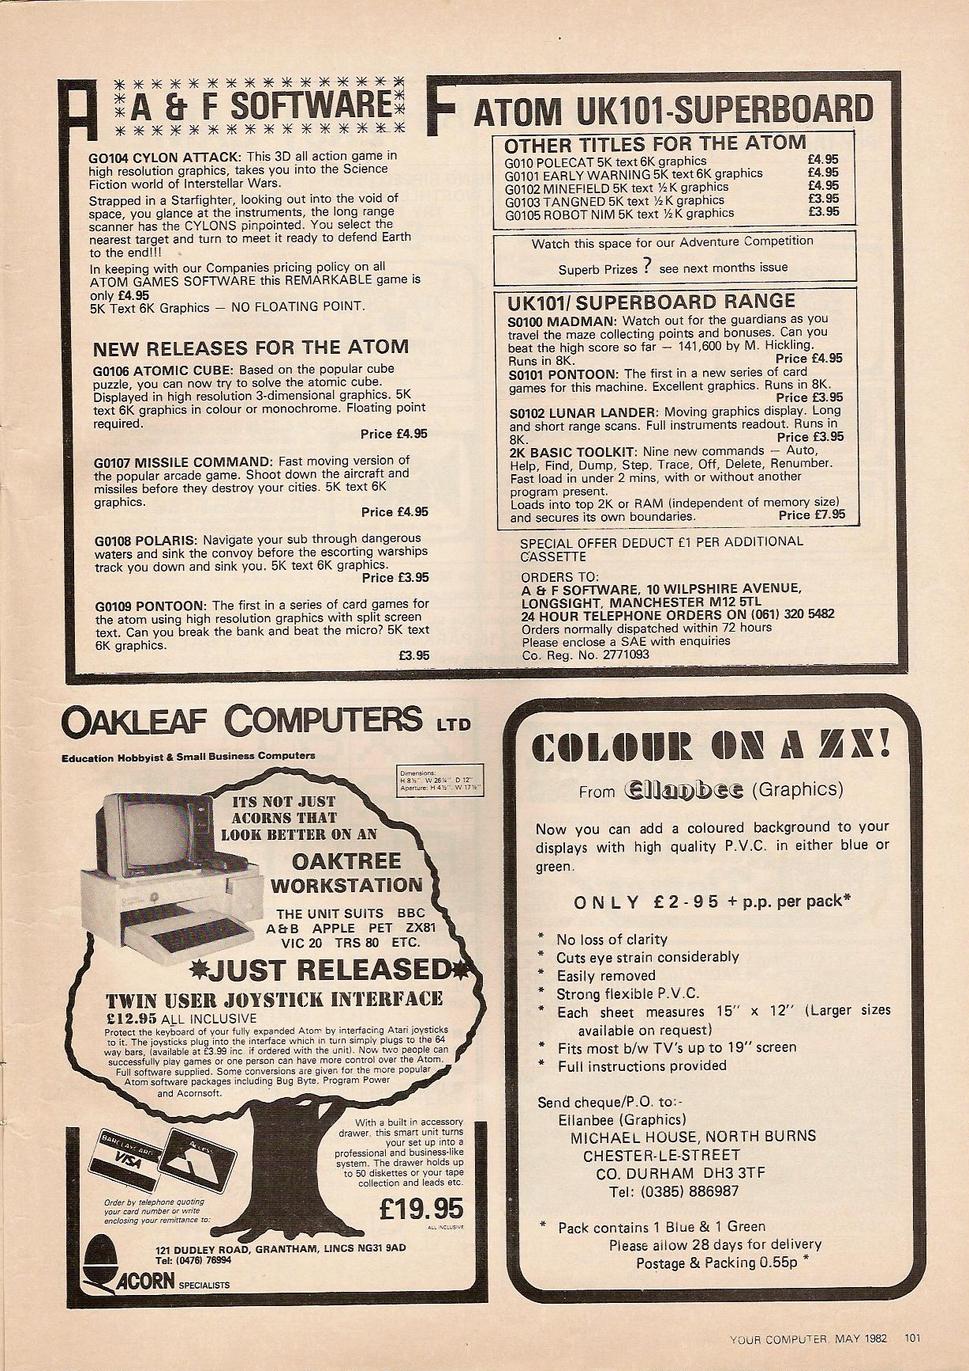 A & F SOFTWARE
GO104 CYLON ATTACK: This 3D all action game in
high resolution graphics, takes you into the Science
Fiction world of Interstellar Wars.
Strapped in a Starfighter, looking out into the void of
space, you glance at the instruments, the long range
scanner has the CYLONS pinpointed. You select the
nearest target and turn to meet it ready to defend Earth
to the end!!!
In keeping with our Companies pricing policy on all
ATOM GAMES SOFTWARE this REMARKABLE game is
only £4.95
5K Text 6K Graphics — NO FLOATING POINT.
NEW RELEASES FOR THE ATOM
G0106 ATOMIC CUBE: Based on the popular cube
puzzle, you can now try to solve the atomic cube.
Displayed in high resolution 3-dimensional graphics. 5K
text 6K graphics in colour or monochrome. Floating point
required.
Price £4.95
G0107 MISSILE COMMAND: Fast moving version of
the popular arcade game. Shoot down the aircraft and
missiles before they destroy your cities. 5K text 6K
graphics.
Price £4.95
G0108 POLARIS: Navigate your sub through dangerous
waters and sink the convoy before the escorting warships
track you down and sink you. 5K text 6K graphics.
Price £3.95
G0109 PONTOON: The first in a series of card games for
the atom using high resolution graphics with split screen
text. Can you break the bank and beat the micro? 5K text
6K graphics.
£3.95
ATOM UK101-SUPERBOARD
OTHER TITLES FOR THE ATOM
G010 POLECAT 5K text 6K graphics £4.95
G0101 EARLY WARNING 5K text 6K graphics £4.95
G0102 MINEFIELD 5K text ½K graphics £4.95
G0103 TANGNED 5K text ½K graphics £3.95
G0105 ROBOT NIM 5K text ½K graphics £3.95
Watch this space for our Adventure Competition
Superb Prizes ? see next months issue
UK101/SUPERBOARD RANGE
S0100 MADMAN: Watch out for the guardians as you
travel the maze collecting points and bonuses. Can you
beat the high score so far — 141,600 by M. Hickling.
Runs in 8K. Price £4.95
S0101 PONTOON: The first in a new series of card
games for this machine. Excellent graphics. Runs in 8K.
Price £3.95
S0102 LUNAR LANDER: Moving graphics display. Long
and short range scans. Full instruments readout. Runs in
8K. Price £3.95
2K BASIC TOOLKIT: Nine new commands — Auto,
Help, Find, Dump, Step, Trace, Off, Delete, Renumber.
Fast load in under 2 mins, with or without another
program present.
Loads into top 2K or RAM (independent of memory size)
and secures its own boundaries. Price £7.95
SPECIAL OFFER DEDUCT £1 PER ADDITIONAL
CASSETTE
ORDERS TO:
A & F SOFTWARE, 10 WILPSHIRE AVENUE,
LONGSIGHT, MANCHESTER M12 5TL
24 HOUR TELEPHONE ORDERS ON (061) 320 5482
Orders normally dispatched within 72 hours
Please enclose a SAE with enquiries
Co. Reg. No. 2771093
OAKLEAF COMPUTERS LTD
Education Hobbyist & Small Business Computers
Dimensions:
H 8½" W 26¼" D 12"
Aperture: H 4½" W 17½"
ITS NOT JUST
ACORNS THAT
LOOK BETTER ON AN
OAKTREE
WORKSTATION
THE UNIT SUITS BBC
A&B APPLE PET ZX81
VIC 20 TRS 80 ETC.
*JUST RELEASED*
TWIN USER JOYSTICK INTERFACE
£12.95 ALL INCLUSIVE
Protect the keyboard of your fully expanded Atom by interfacing Atari joysticks
to it. The joysticks plug into the interface which in turn simply plugs to the 64
way bars, (available at £3.99 inc. if ordered with the unit). Now two people can
successfully play games or one person can have more control over the Atom.
Full software supplied. Some conversions are given for the more popular
Atom software packages including Bug Byte, Program Power
and Acornsoft.
With a built in accessory
drawer, this smart unit turns
your set up into a
professional and business-like
system. The drawer holds up
to 50 diskettes or your tape
collection and leads etc.
£19.95
ALL INCLUSIVE
BARCLAYCARD
VISA
Access
Order by telephone quoting
your card number or write
enclosing your remittance to:
121 DUDLEY ROAD, GRANTHAM, LINCS NG31 9AD
Tel: (0476) 76994
ACORN SPECIALISTS
COLOUR ON A ZX!
From Ellanbee (Graphics)
Now you can add a coloured background to your
displays with high quality P.V.C. in either blue or
green.
ONLY £2-95 + p.p. per pack*
* No loss of clarity
* Cuts eye strain considerably
* Easily removed
* Strong flexible P.V.C.
* Each sheet measures 15" x 12" (Larger sizes
available on request)
* Fits most b/w TV's up to 19" screen
* Full instructions provided
Send cheque/P.O. to:-
Ellanbee (Graphics)
MICHAEL HOUSE, NORTH BURNS
CHESTER-LE-STREET
CO. DURHAM DH3 3TF
Tel: (0385) 886987
* Pack contains 1 Blue & 1 Green
Please allow 28 days for delivery
Postage & Packing 0.55p *
YOUR COMPUTER, MAY 1982 101